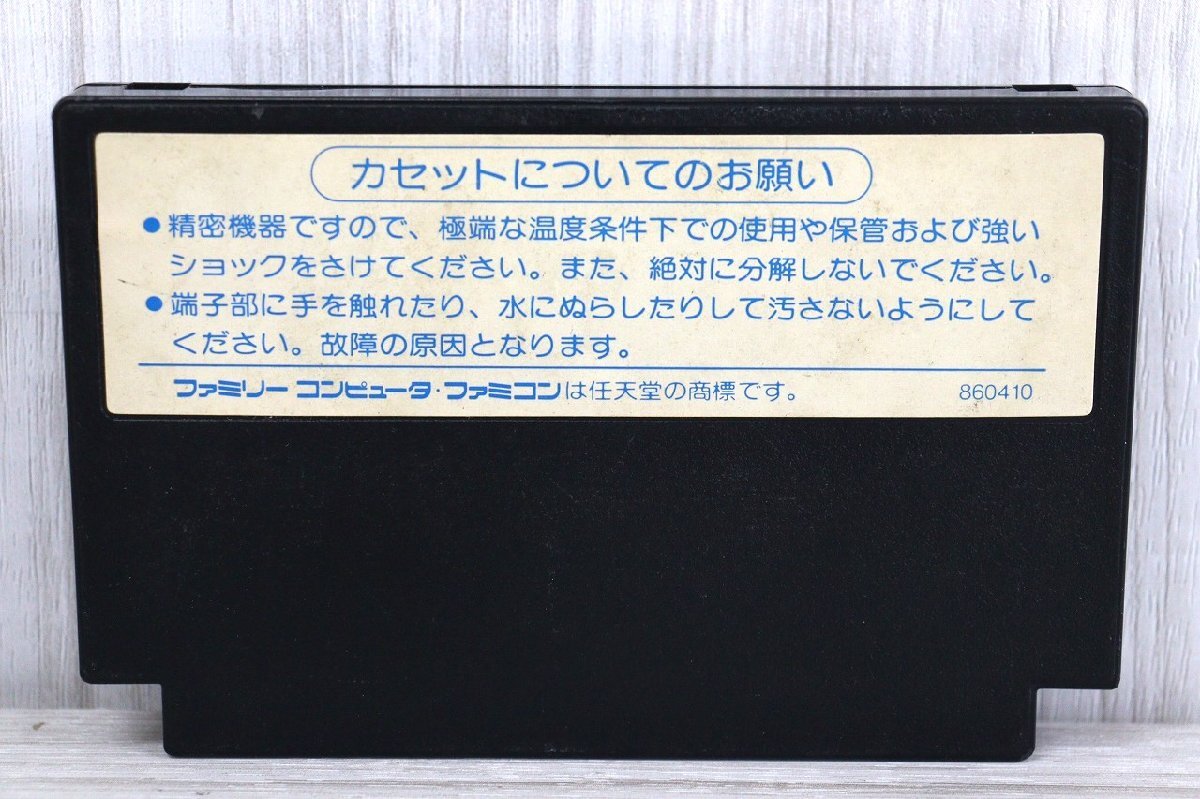 カセットについてのお願い
●精密機器ですので、極端な温度条件下での使用や保管および強い
ショックをさけてください。また、絶対に分解しないでください。
●端子部に手を触れたり、水にぬらしたりして汚さないようにして
ください。故障の原因となります。
ファミリーコンピュータ・ファミコンは任天堂の商標です。 860410